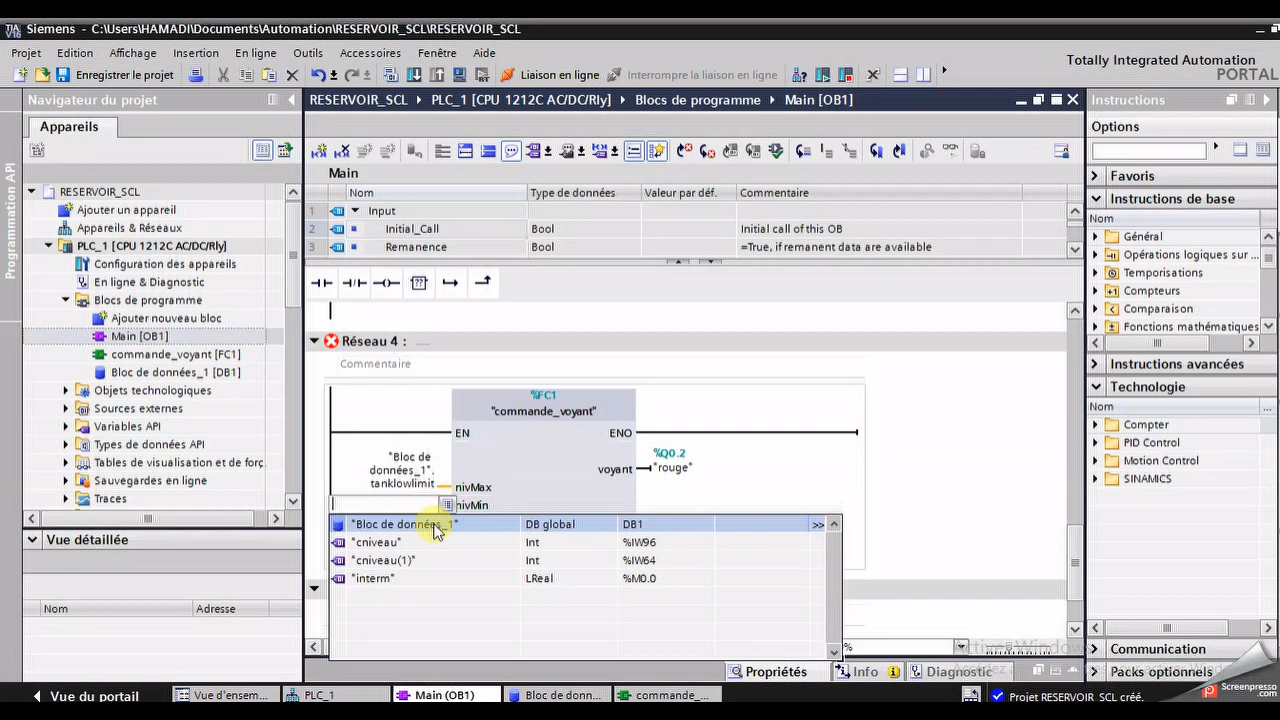 Siemens - C:\Users\HAMADI\Documents\Automation\RESERVOIR_SCL\RESERVOIR_SCL
Projet Edition Affichage Insertion En ligne Outils Accessoires Fenêtre Aide
Totally Integrated Automation
PORTAL
Enregistrer le projet
Liaison en ligne
Interrompre la liaison en ligne
Navigateur du projet
RESERVOIR_SCL PLC_1 [CPU 1212C AC/DC/Rly] Blocs de programme Main [OB1]
Instructions
Appareils
Options
Programmation API
RESERVOIR_SCL
Ajouter un appareil
Appareils & Réseaux
PLC_1 [CPU 1212C AC/DC/Rly]
Configuration des appareils
En ligne & Diagnostic
Blocs de programme
Ajouter nouveau bloc
Main [OB1]
commande_voyant [FC1]
Bloc de données_1 [DB1]
Objets technologiques
Sources externes
Variables API
Types de données API
Tables de visualisation et de forç...
Sauvegardes en ligne
Traces
Vue détaillée
Nom Adresse
Main
Nom Type de données Valeur par déf. Commentaire
1 Input
2 Initial_Call Bool Initial call of this OB
3 Remanence Bool =True, if remanent data are available
Réseau 4 : .....
Commentaire
%FC1
"commande_voyant"
EN ENO
"Bloc de
données_1".
tanklowlimit
nivMax
voyant
%Q0.2
"rouge"
nivMin
"Bloc de données_1" DB global DB1 >>
"cniveau" Int %IW96
"cniveau(1)" Int %IW64
"interm" LReal %M0.0
%
Favoris
Instructions de base
Nom
Général
Opérations logiques sur ...
Temporisations
Compteurs
Comparaison
Fonctions mathématiques
Instructions avancées
Technologie
Nom ...
Compter
PID Control
Motion Control
SINAMICS
Communication
Packs optionnels
Propriétés Info Diagnostic
Vue du portail Vue d'ensem... PLC_1 Main (OB1) Bloc de donn... commande_... Projet RESERVOIR_SCL créé.
Screenpresso.com